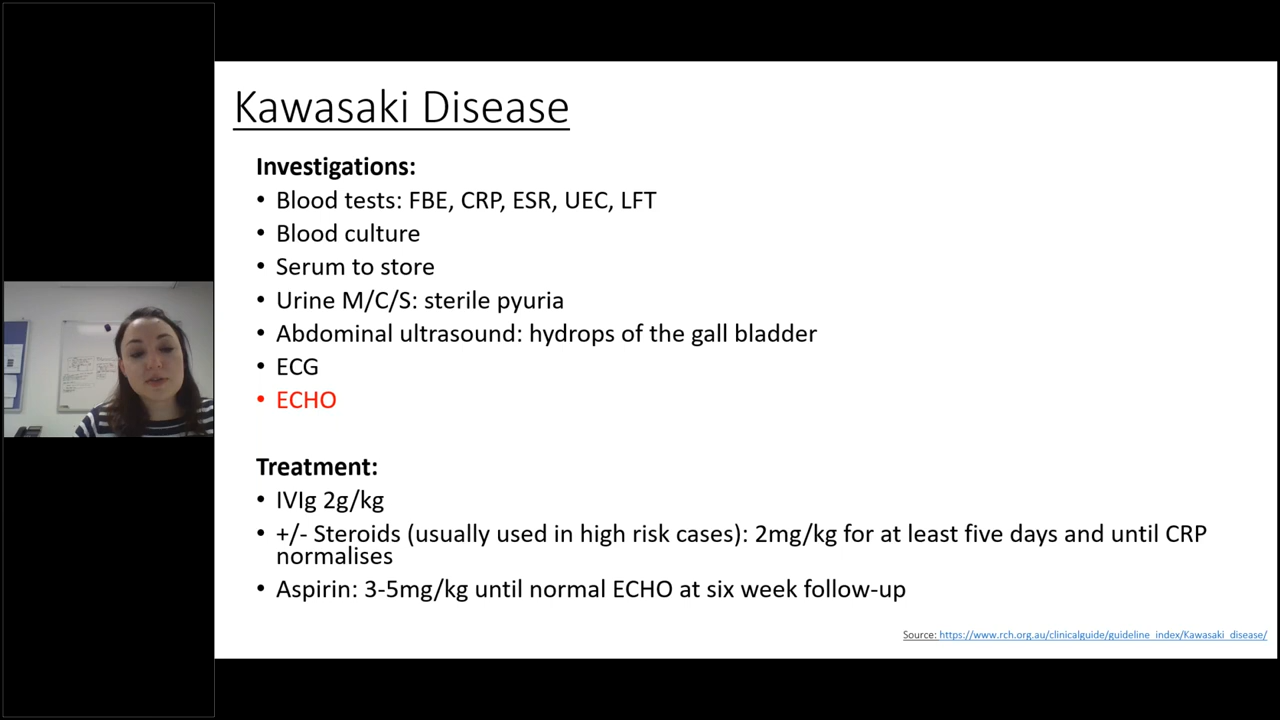 Kawasaki Disease
Investigations:
• Blood tests: FBE, CRP, ESR, UEC, LFT
• Blood culture
• Serum to store
• Urine M/C/S: sterile pyuria
• Abdominal ultrasound: hydrops of the gall bladder
• ECG
• ECHO
Treatment:
• IVIg 2g/kg
• +/- Steroids (usually used in high risk cases): 2mg/kg for at least five days and until CRP
normalises
• Aspirin: 3-5mg/kg until normal ECHO at six week follow-up
Source: https://www.rch.org.au/clinicalguide/guideline_index/Kawasaki_disease/